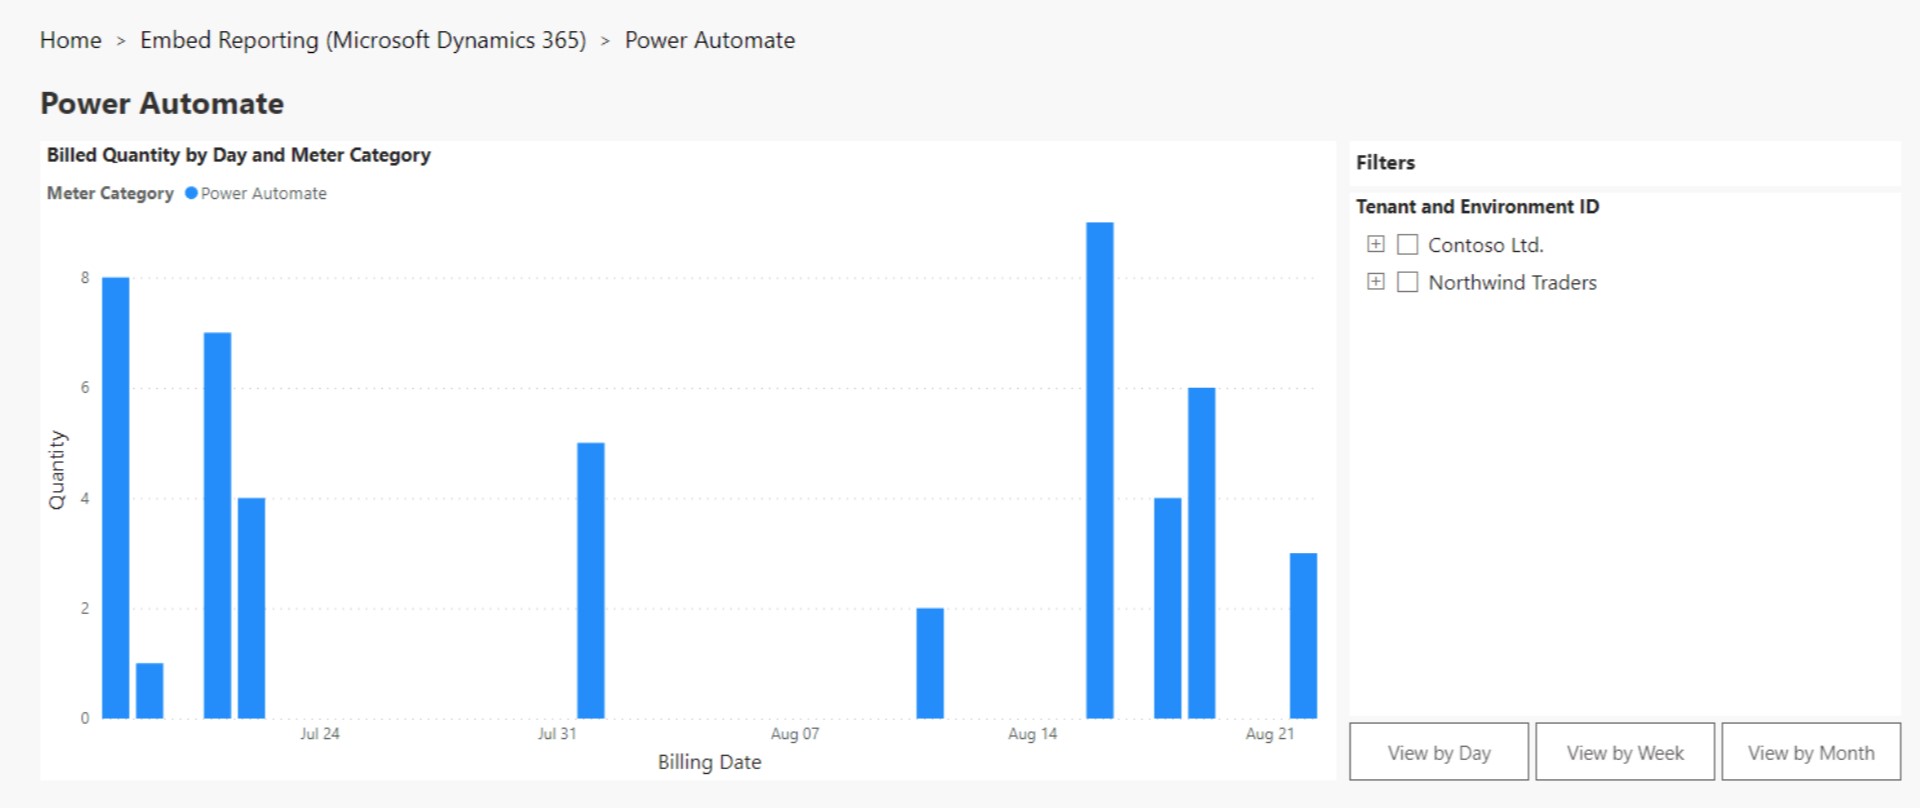 Home > Embed Reporting (Microsoft Dynamics 365) > Power Automate
Power Automate
Billed Quantity by Day and Meter Category
Meter Category Power Automate
8
6
4
2
0
Quantity
Jul 24 Jul 31 Aug 07 Aug 14 Aug 21
Billing Date
Filters
Tenant and Environment ID
Contoso Ltd.
Northwind Traders
View by Day View by Week View by Month